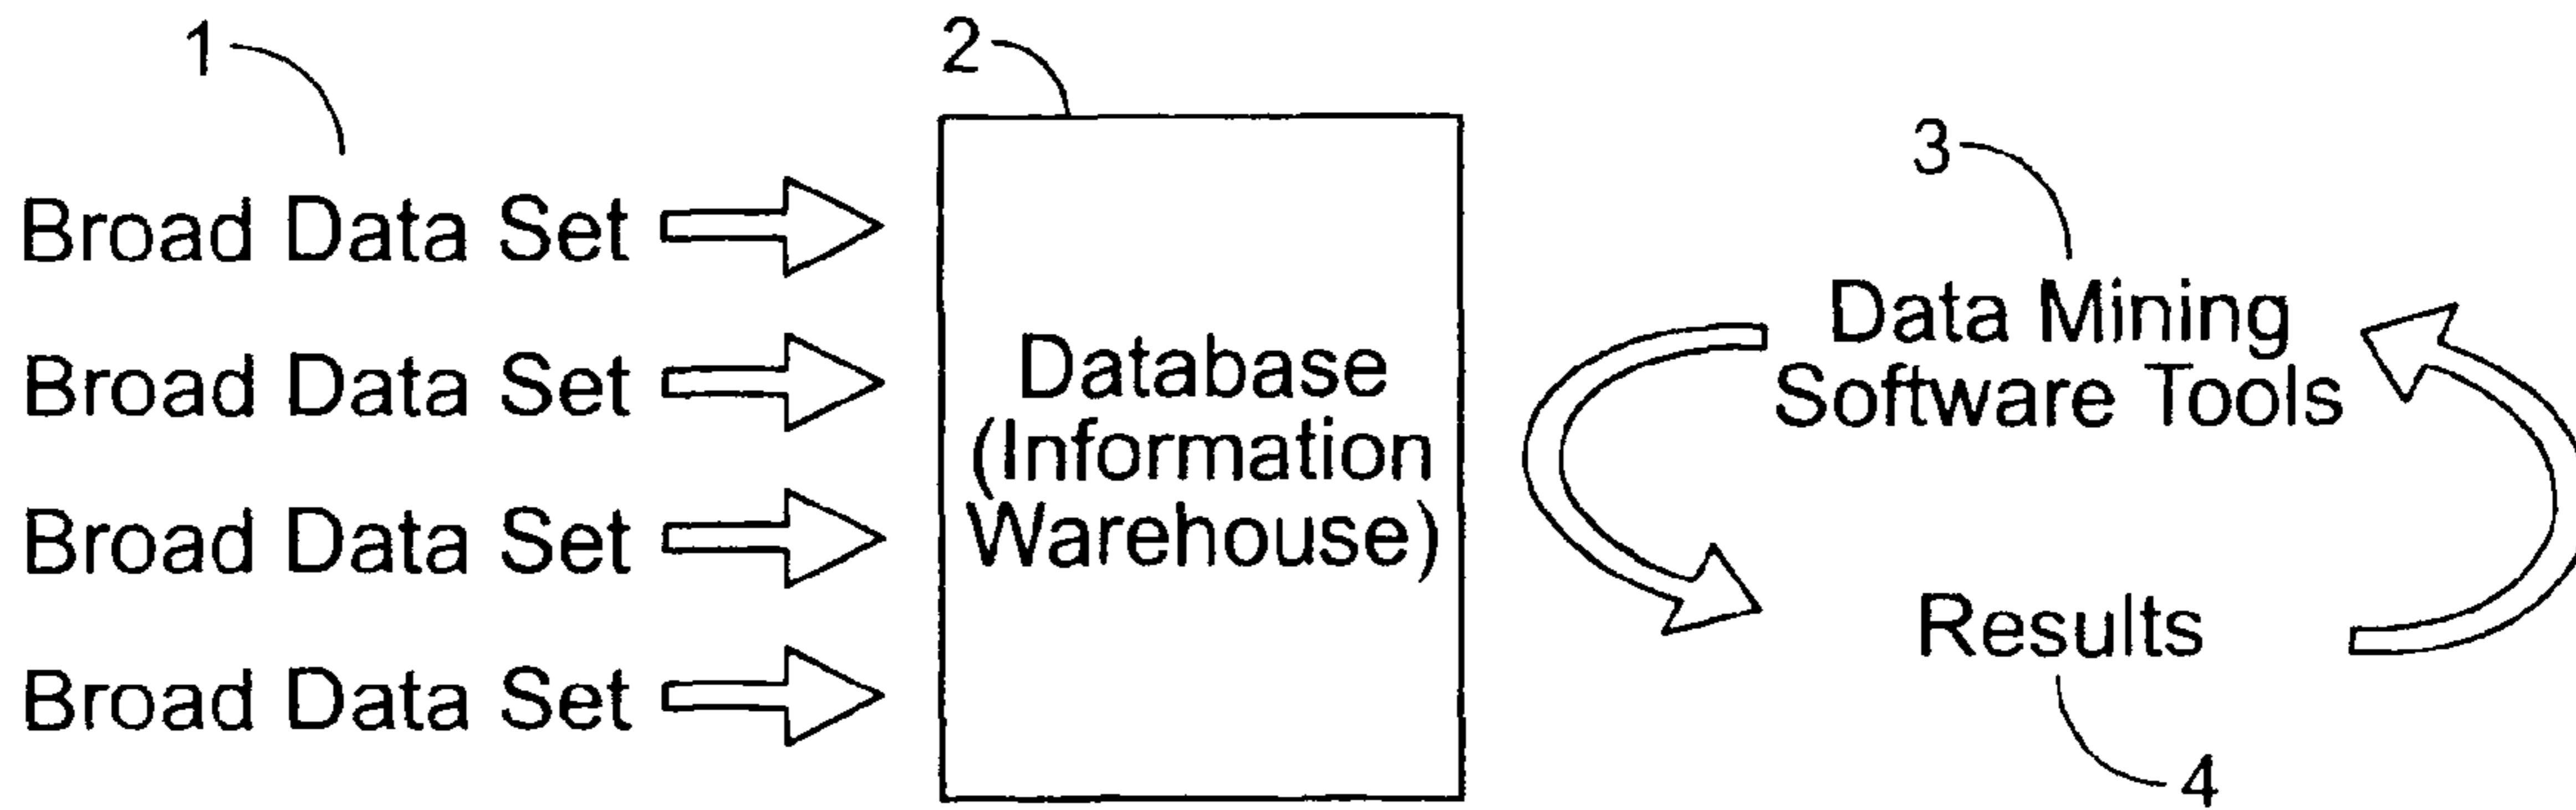 1
2
3
Broad Data Set
Broad Data Set
Broad Data Set
Broad Data Set
Database
(Information
Warehouse)
Data Mining
Software Tools
Results
4